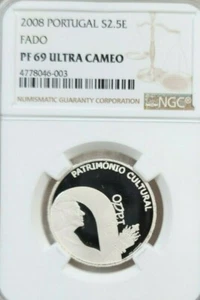 2008 PORTUGAL S2.5E
FADO
PF 69 ULTRA CAMEO
4778046-003
NUMISMATIC GUARANTY CORPORATION
NGC
PATRIMÓNIO CULTURAL
FADO